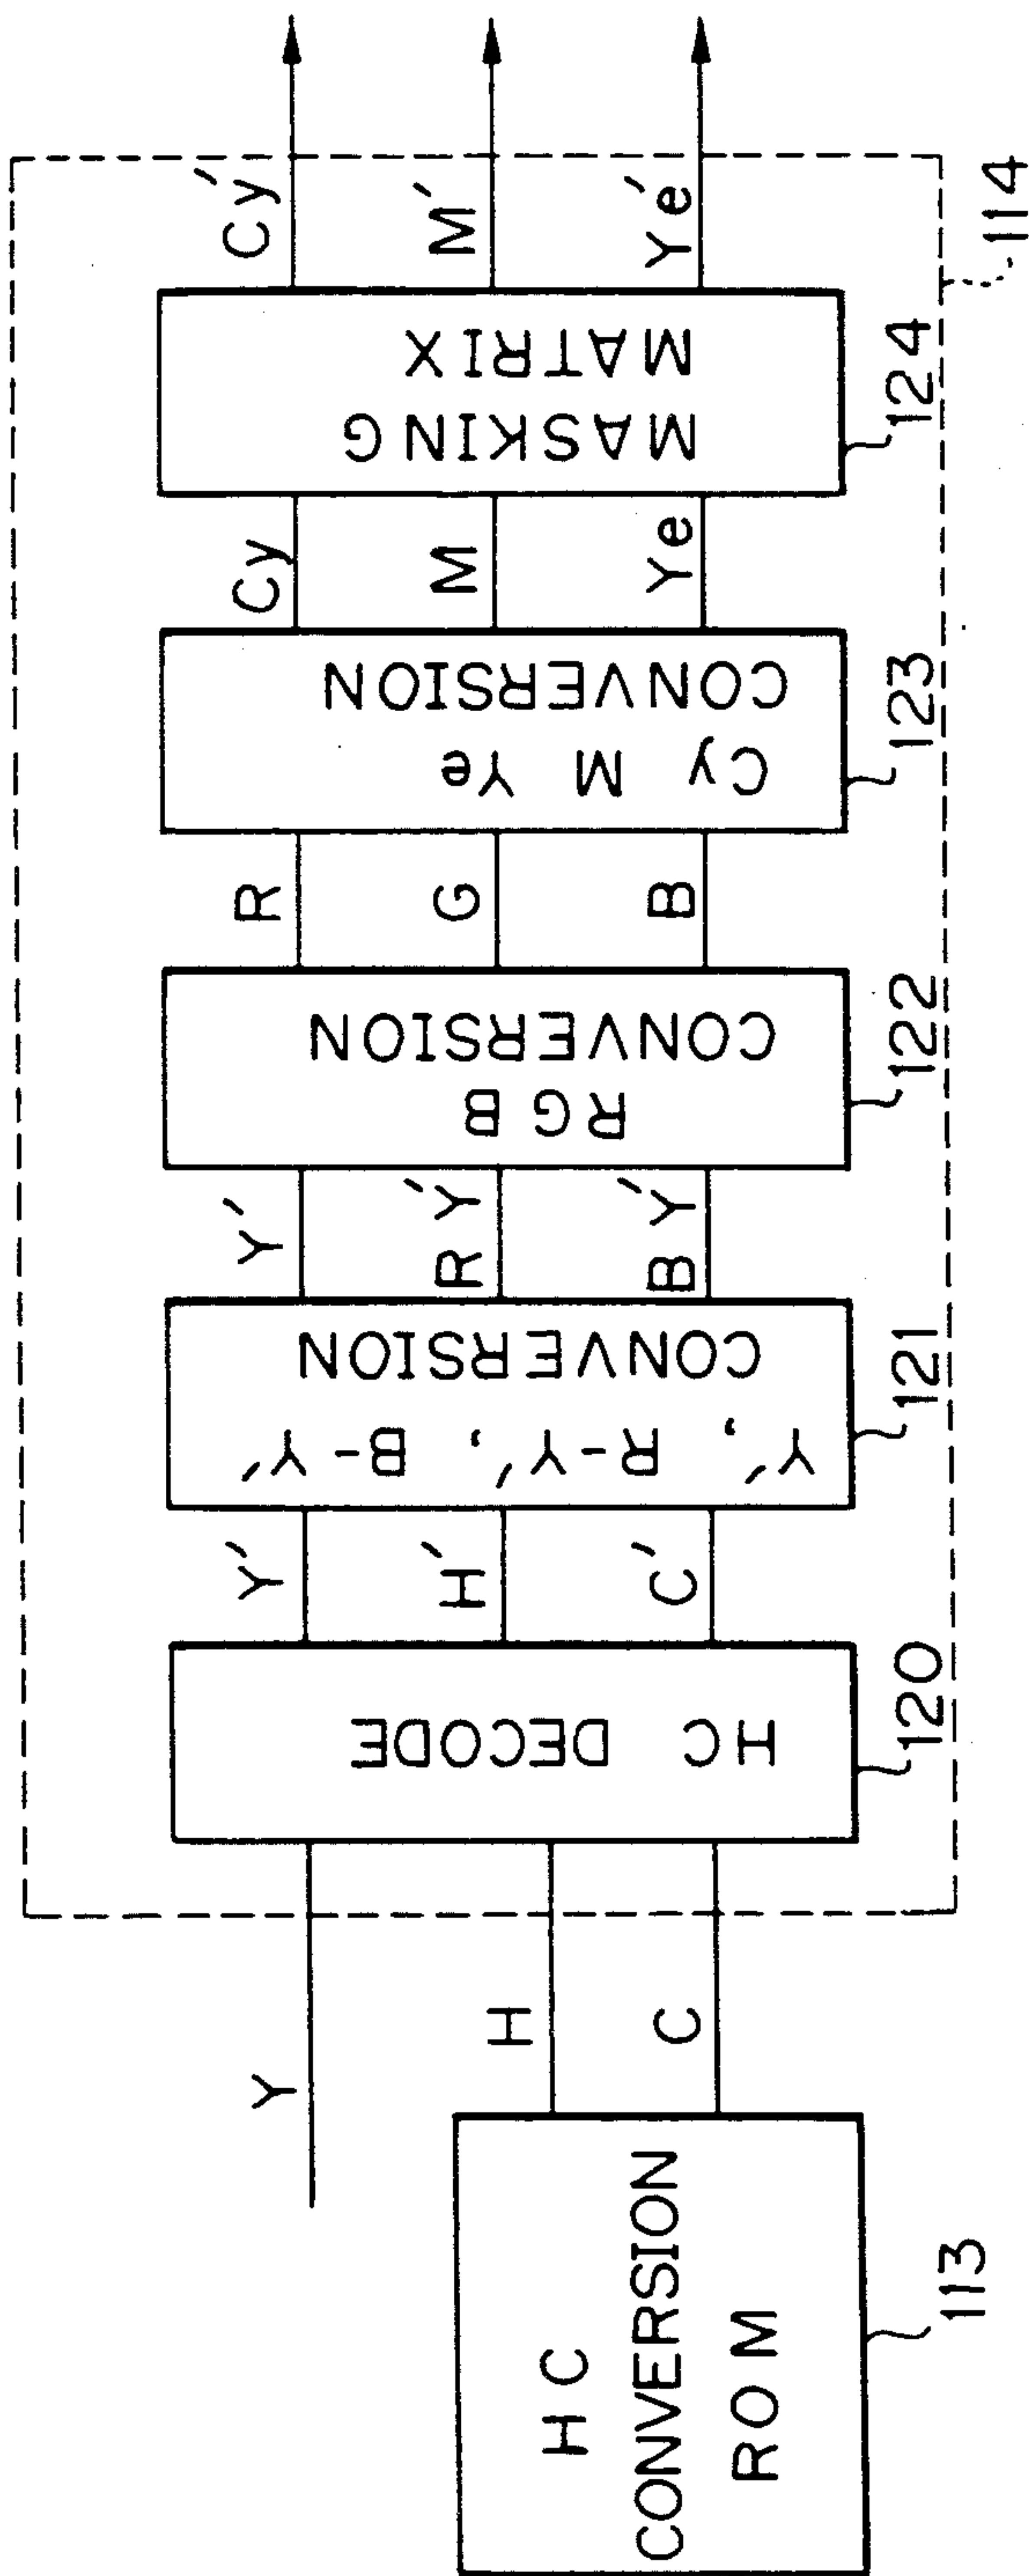 HC
CONVERSION
ROM
113
Y
H
C
HC DECODE
120
Y'
H'
C'
Y', R-Y', B-Y'
CONVERSION
121
Y'
R Y'
B Y'
RGB
CONVERSION
122
R
G
B
Cy M Ye
CONVERSION
123
Cy
M
Ye
MASKING
MATRIX
124
Cy'
M'
Ye'
114